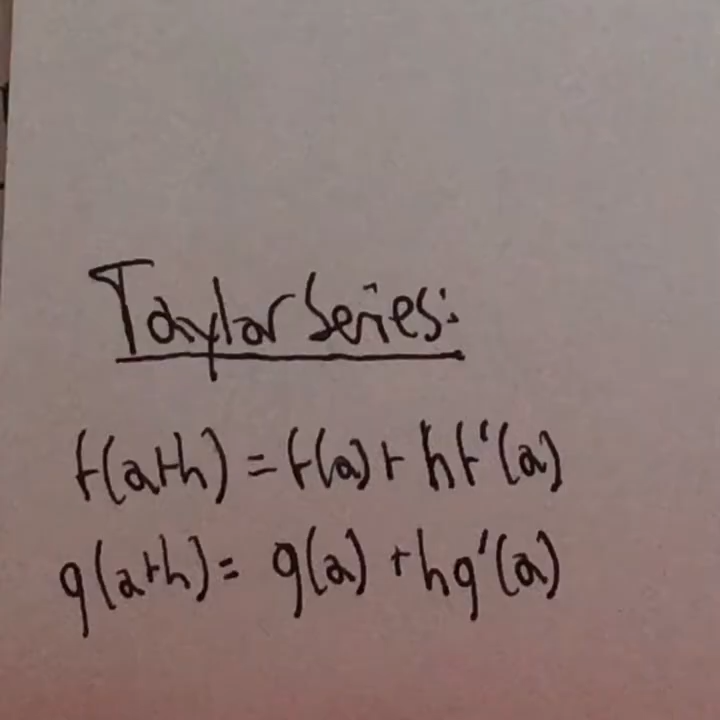 Taylor Series:
f(a+h) = f(a) + hf'(a)
g(a+h) = g(a) + hg'(a)